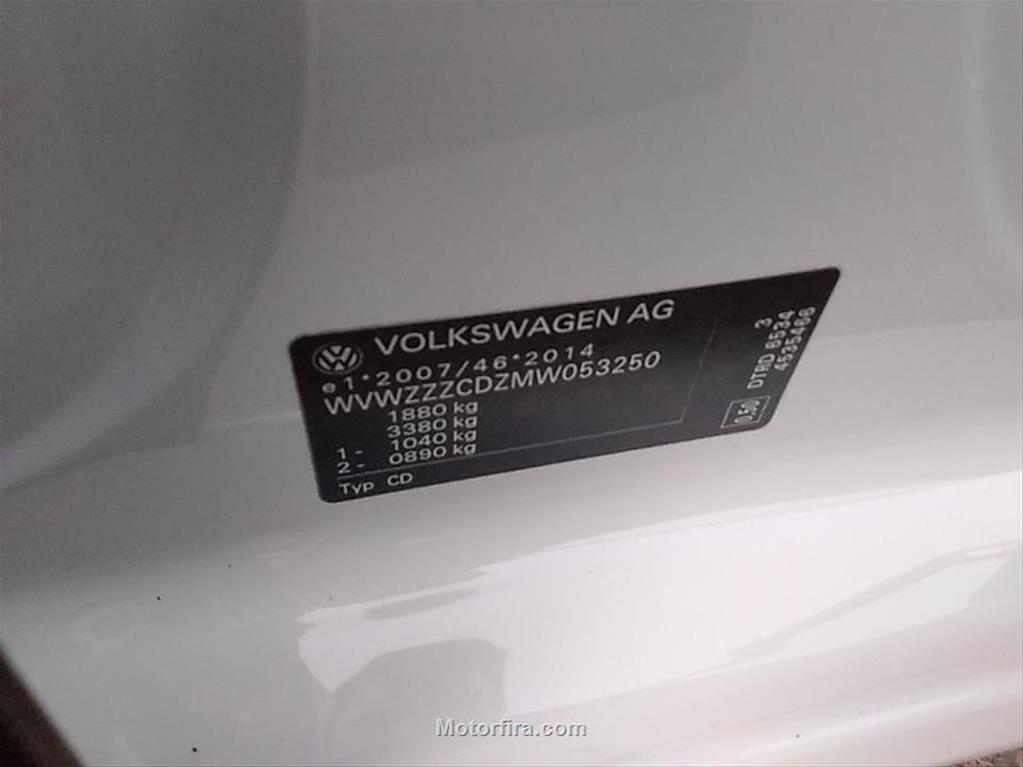 VOLKSWAGEN AG
e1*2007/46*2014
WVWZZZCDZMW053250
1880 kg
3380 kg
1 - 1040 kg
2 - 0890 kg
Typ CD
3
DTRD 6534
4535466
0.50
Motorfira.com